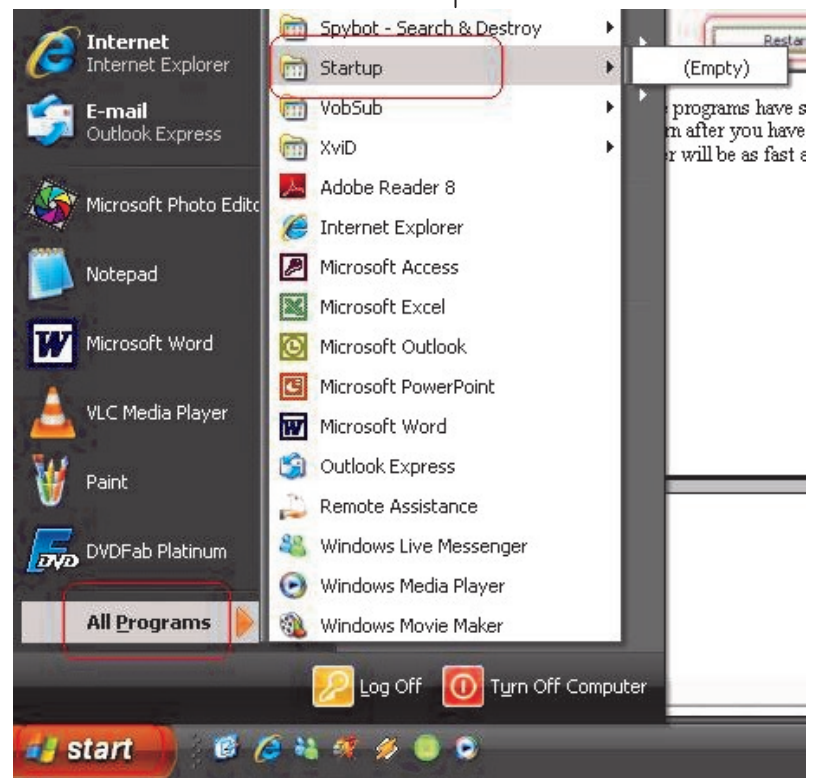 Internet
Internet Explorer
E-mail
Outlook Express
Microsoft Photo Edito
Notepad
Microsoft Word
VLC Media Player
Paint
DVDFab Platinum
All Programs
Spybot - Search & Destroy
Startup
VobSub
XviD
Adobe Reader 8
Internet Explorer
Microsoft Access
Microsoft Excel
Microsoft Outlook
Microsoft PowerPoint
Microsoft Word
Outlook Express
Remote Assistance
Windows Live Messenger
Windows Media Player
Windows Movie Maker
(Empty)
Restar
programs have s
m after you have
r will be as fast a
Log Off
Turn Off Computer
start